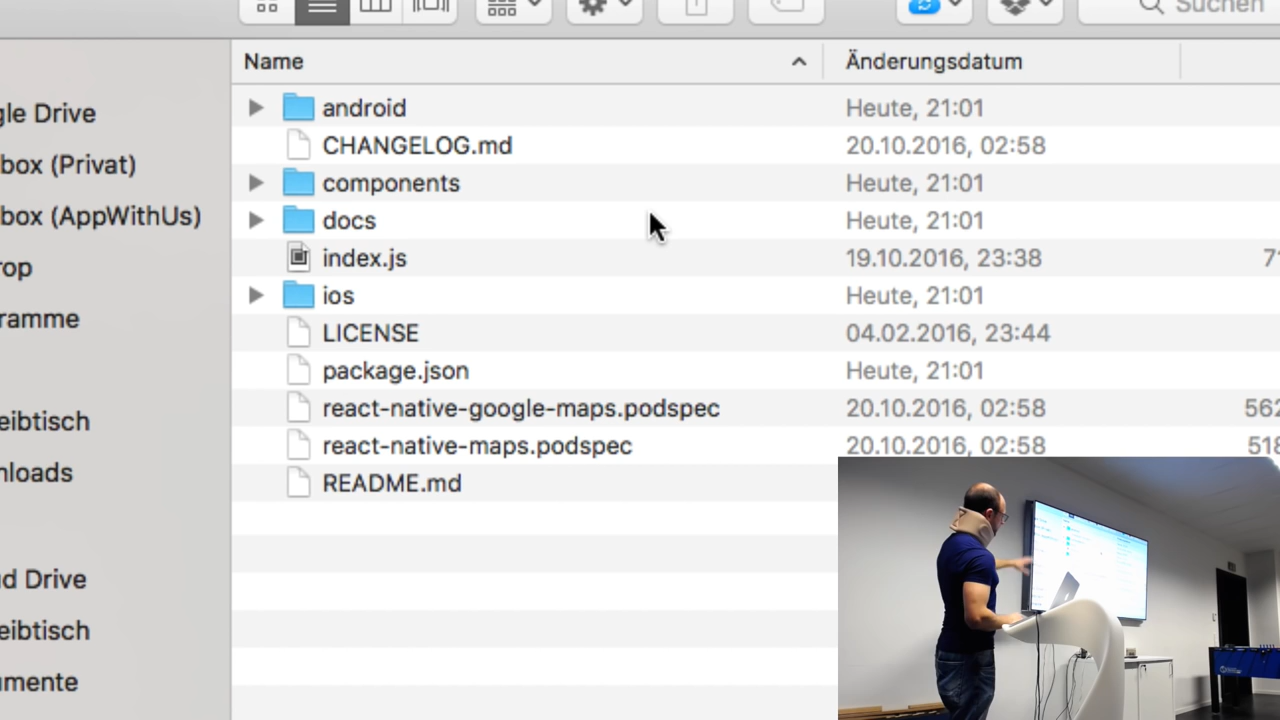 Suchen
Name Änderungsdatum
gle Drive
android Heute, 21:01
CHANGELOG.md 20.10.2016, 02:58
box (Privat)
components Heute, 21:01
box (AppWithUs)
docs Heute, 21:01
rop
index.js 19.10.2016, 23:38 7
ramme
ios Heute, 21:01
LICENSE 04.02.2016, 23:44
package.json Heute, 21:01
eibtisch
react-native-google-maps.podspec 20.10.2016, 02:58 562
react-native-maps.podspec 20.10.2016, 02:58 518
nloads
README.md
d Drive
eibtisch
mente